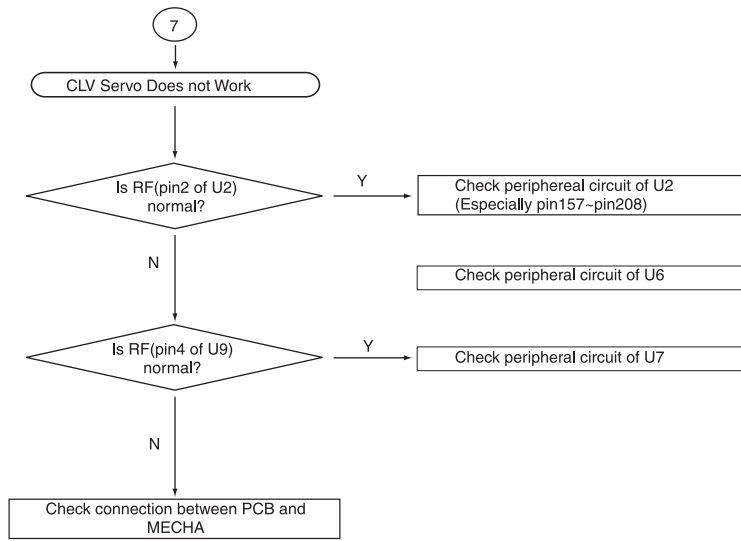 7
CLV Servo Does not Work
Is RF(pin2 of U2)
normal?
Y
Check periphereal circuit of U2
(Especially pin157~pin208)
N
Check peripheral circuit of U6
Is RF(pin4 of U9)
normal?
Y
Check peripheral circuit of U7
N
Check connection between PCB and
MECHA